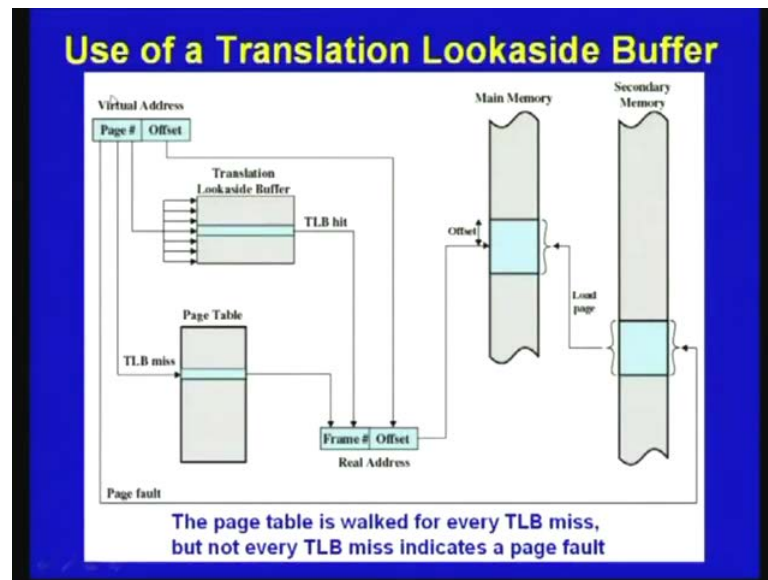 Use of a Translation Lookaside Buffer
Virtual Address
Page # Offset
Translation
Lookaside Buffer
TLB hit
Page Table
TLB miss
Frame # Offset
Real Address
Page fault
Main Memory
Offset
Secondary
Memory
Load
page
The page table is walked for every TLB miss,
but not every TLB miss indicates a page fault